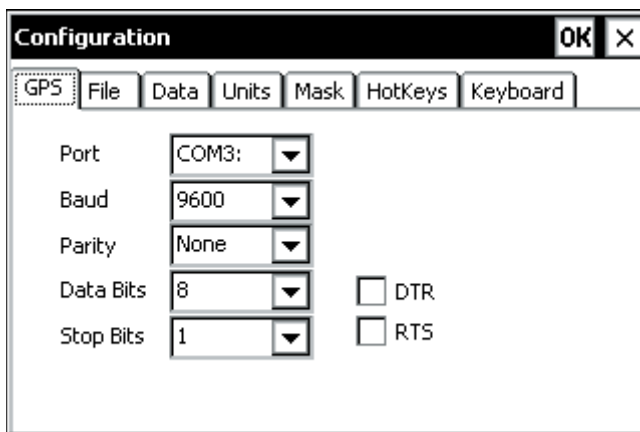 Configuration OK ×
GPS File Data Units Mask HotKeys Keyboard
Port COM3:
Baud 9600
Parity None
Data Bits 8 DTR
Stop Bits 1 RTS